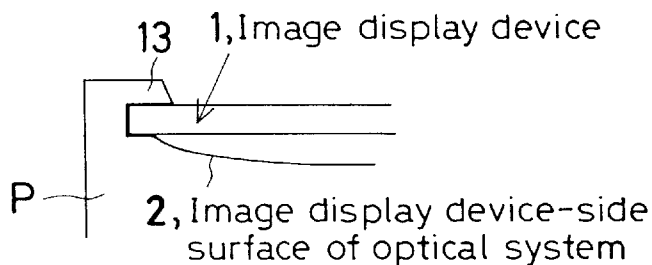 13
1, Image display device
P
2, Image display device-side
surface of optical system